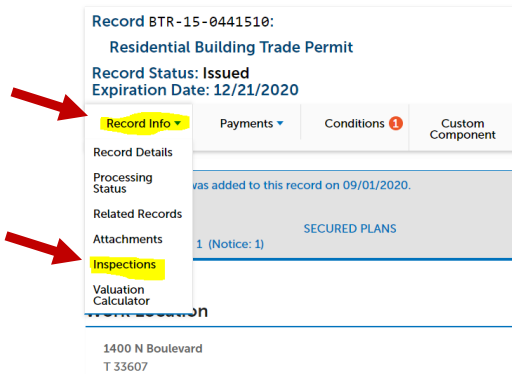 Record BTR-15-0441510:
Residential Building Trade Permit
Record Status: Issued
Expiration Date: 12/21/2020
Record Info ▾ Payments ▾ Conditions 1 Custom Component
Record Details
Processing
Status
was added to this record on 09/01/2020.
Related Records
SECURED PLANS
Attachments
1 (Notice: 1)
Inspections
Valuation
Calculator
Work Location
1400 N Boulevard
T 33607